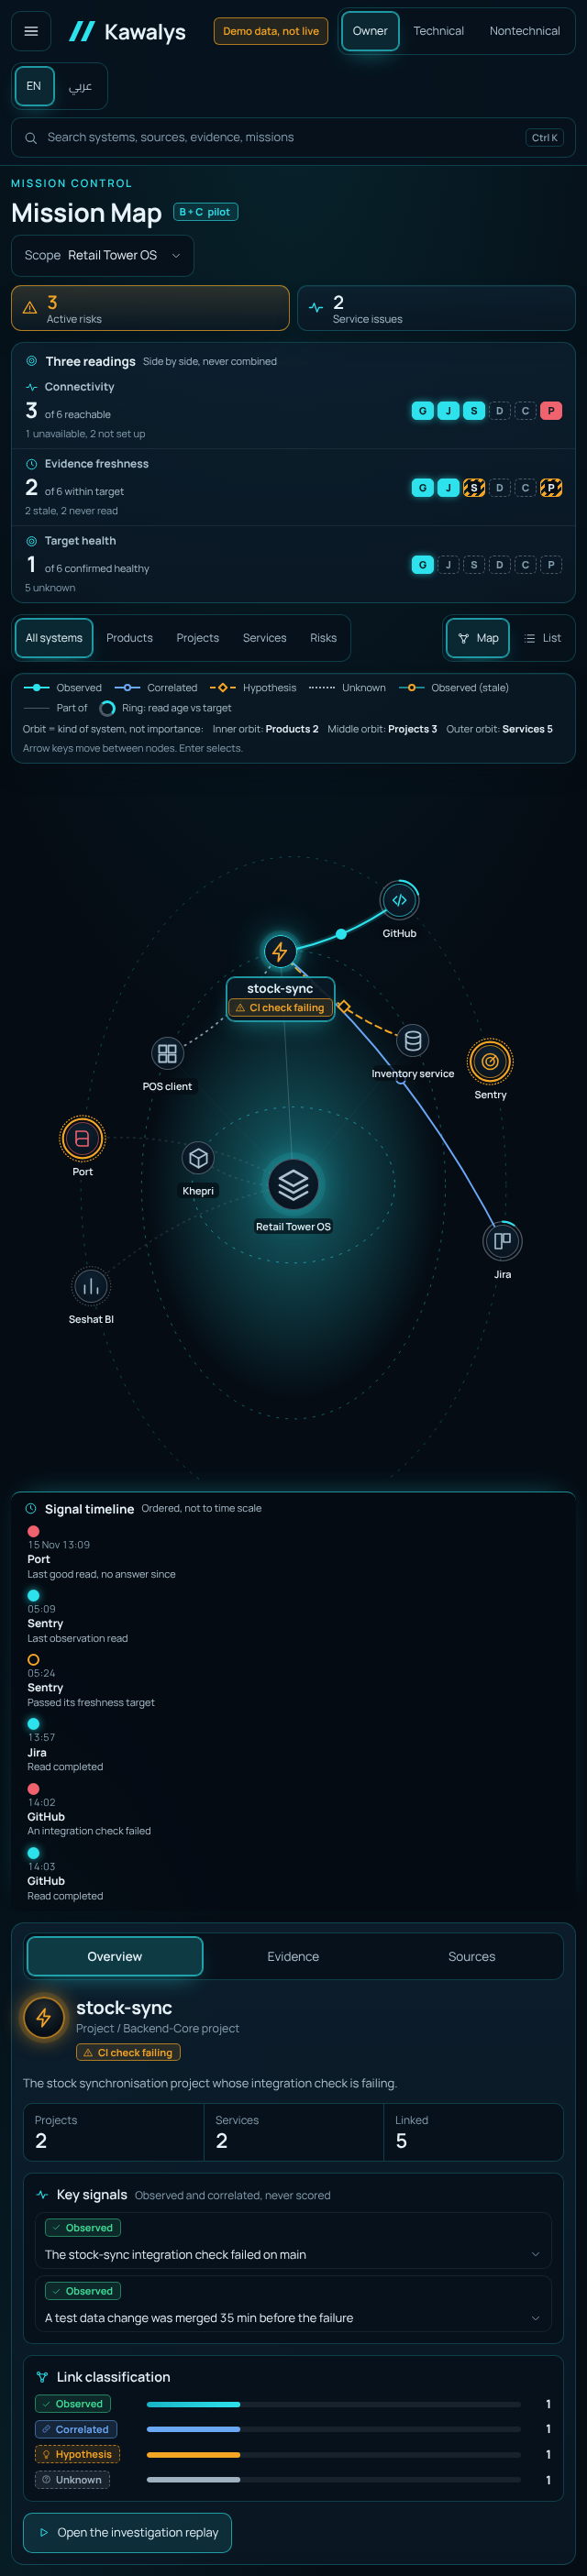 Kawalys
Demo data, not live
Owner
Technical
Nontechnical
EN
عربي
Search systems, sources, evidence, missions
Ctrl K
MISSION CONTROL
Mission Map
B + C pilot
Scope Retail Tower OS
3
Active risks
2
Service issues
Three readings Side by side, never combined
Connectivity
3 of 6 reachable
G J S D C P
1 unavailable, 2 not set up
Evidence freshness
2 of 6 within target
G J S D C P
2 stale, 2 never read
Target health
1 of 6 confirmed healthy
G J S D C P
5 unknown
All systems
Products
Projects
Services
Risks
Map
List
Observed
Correlated
Hypothesis
Unknown
Observed (stale)
Part of
Ring: read age vs target
Orbit = kind of system, not importance: Inner orbit: Products 2 Middle orbit: Projects 3 Outer orbit: Services 5
Arrow keys move between nodes. Enter selects.
GitHub
stock-sync
CI check failing
POS client
Inventory service
Sentry
Port
Khepri
Retail Tower OS
Jira
Seshat BI
Signal timeline Ordered, not to time scale
15 Nov 13:09
Port
Last good read, no answer since
05:09
Sentry
Last observation read
05:24
Sentry
Passed its freshness target
13:57
Jira
Read completed
14:02
GitHub
An integration check failed
14:03
GitHub
Read completed
Overview
Evidence
Sources
stock-sync
Project / Backend-Core project
CI check failing
The stock synchronisation project whose integration check is failing.
Projects
2
Services
2
Linked
5
Key signals Observed and correlated, never scored
Observed
The stock-sync integration check failed on main
Observed
A test data change was merged 35 min before the failure
Link classification
Observed 1
Correlated 1
Hypothesis 1
Unknown 1
Open the investigation replay